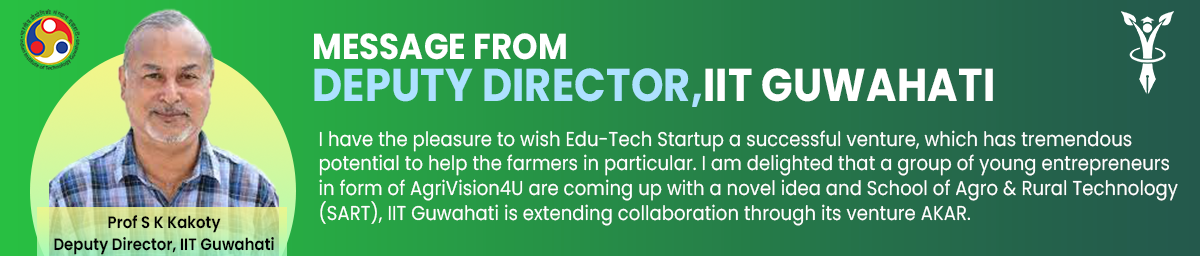 MESSAGE FROM
DEPUTY DIRECTOR,IIT GUWAHATI
I have the pleasure to wish Edu-Tech Startup a successful venture, which has tremendous
potential to help the farmers in particular. I am delighted that a group of young entrepreneurs
in form of AgriVision4U are coming up with a novel idea and School of Agro & Rural Technology
(SART), IIT Guwahati is extending collaboration through its venture AKAR.
Prof S K Kakoty
Deputy Director, IIT Guwahati